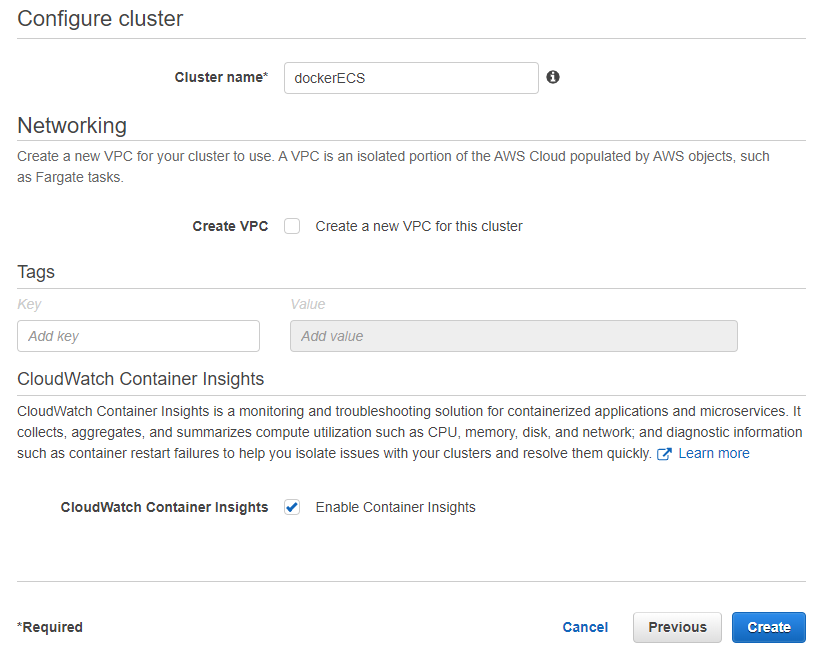 Configure cluster
Cluster name* dockerECS
Networking
Create a new VPC for your cluster to use. A VPC is an isolated portion of the AWS Cloud populated by AWS objects, such
as Fargate tasks.
Create VPC Create a new VPC for this cluster
Tags
Key Value
Add key Add value
CloudWatch Container Insights
CloudWatch Container Insights is a monitoring and troubleshooting solution for containerized applications and microservices. It
collects, aggregates, and summarizes compute utilization such as CPU, memory, disk, and network; and diagnostic information
such as container restart failures to help you isolate issues with your clusters and resolve them quickly. Learn more
CloudWatch Container Insights Enable Container Insights
*Required Cancel Previous Create